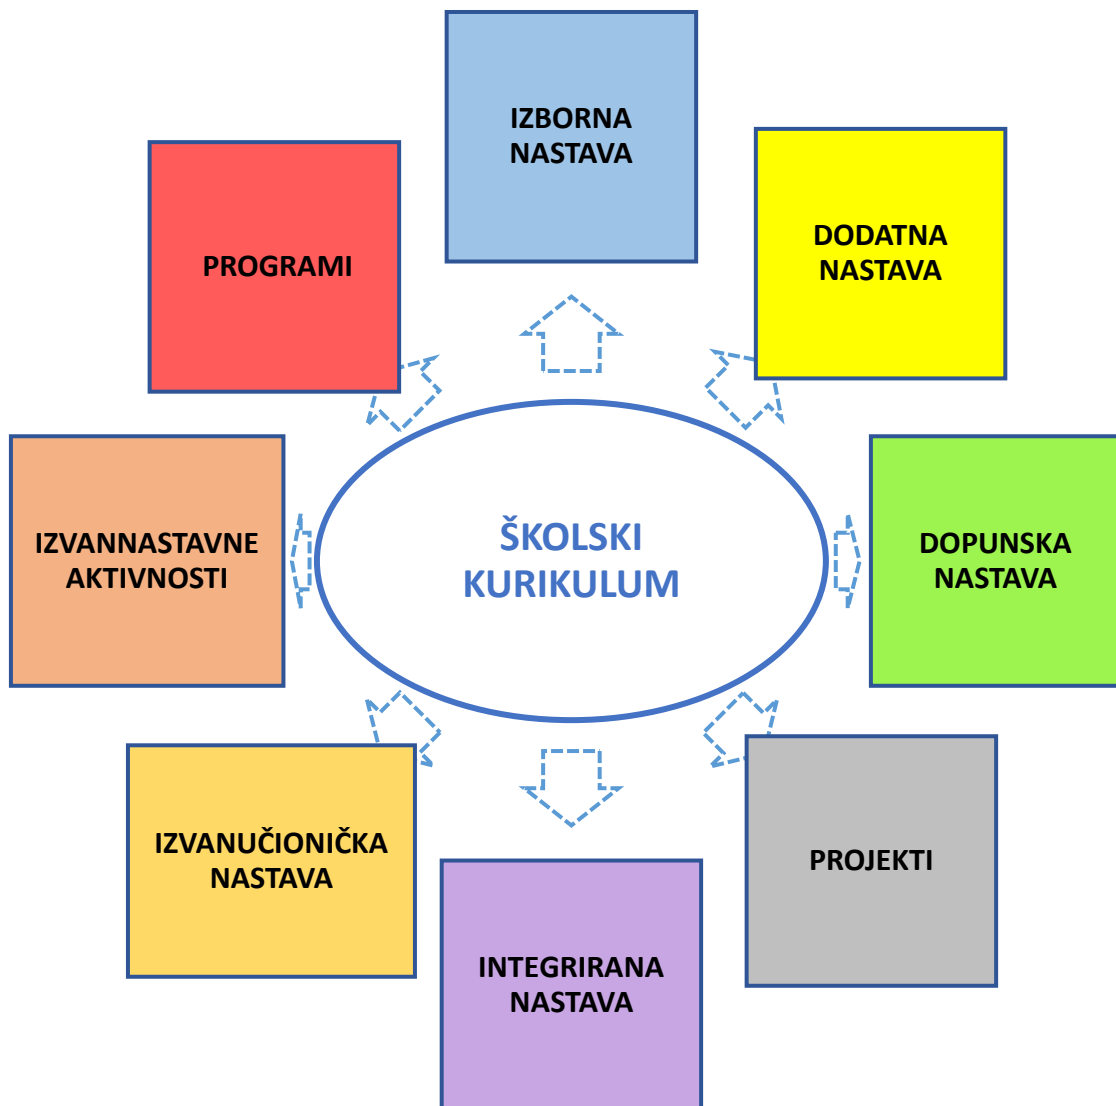 IZBORNA
NASTAVA
DODATNA
NASTAVA
PROGRAMI
ŠKOLSKI
KURIKULUM
IZVANNASTAVNE
AKTIVNOSTI
DOPUNSKA
NASTAVA
IZVANUČIONIČKA
NASTAVA
PROJEKTI
INTEGRIRANA
NASTAVA